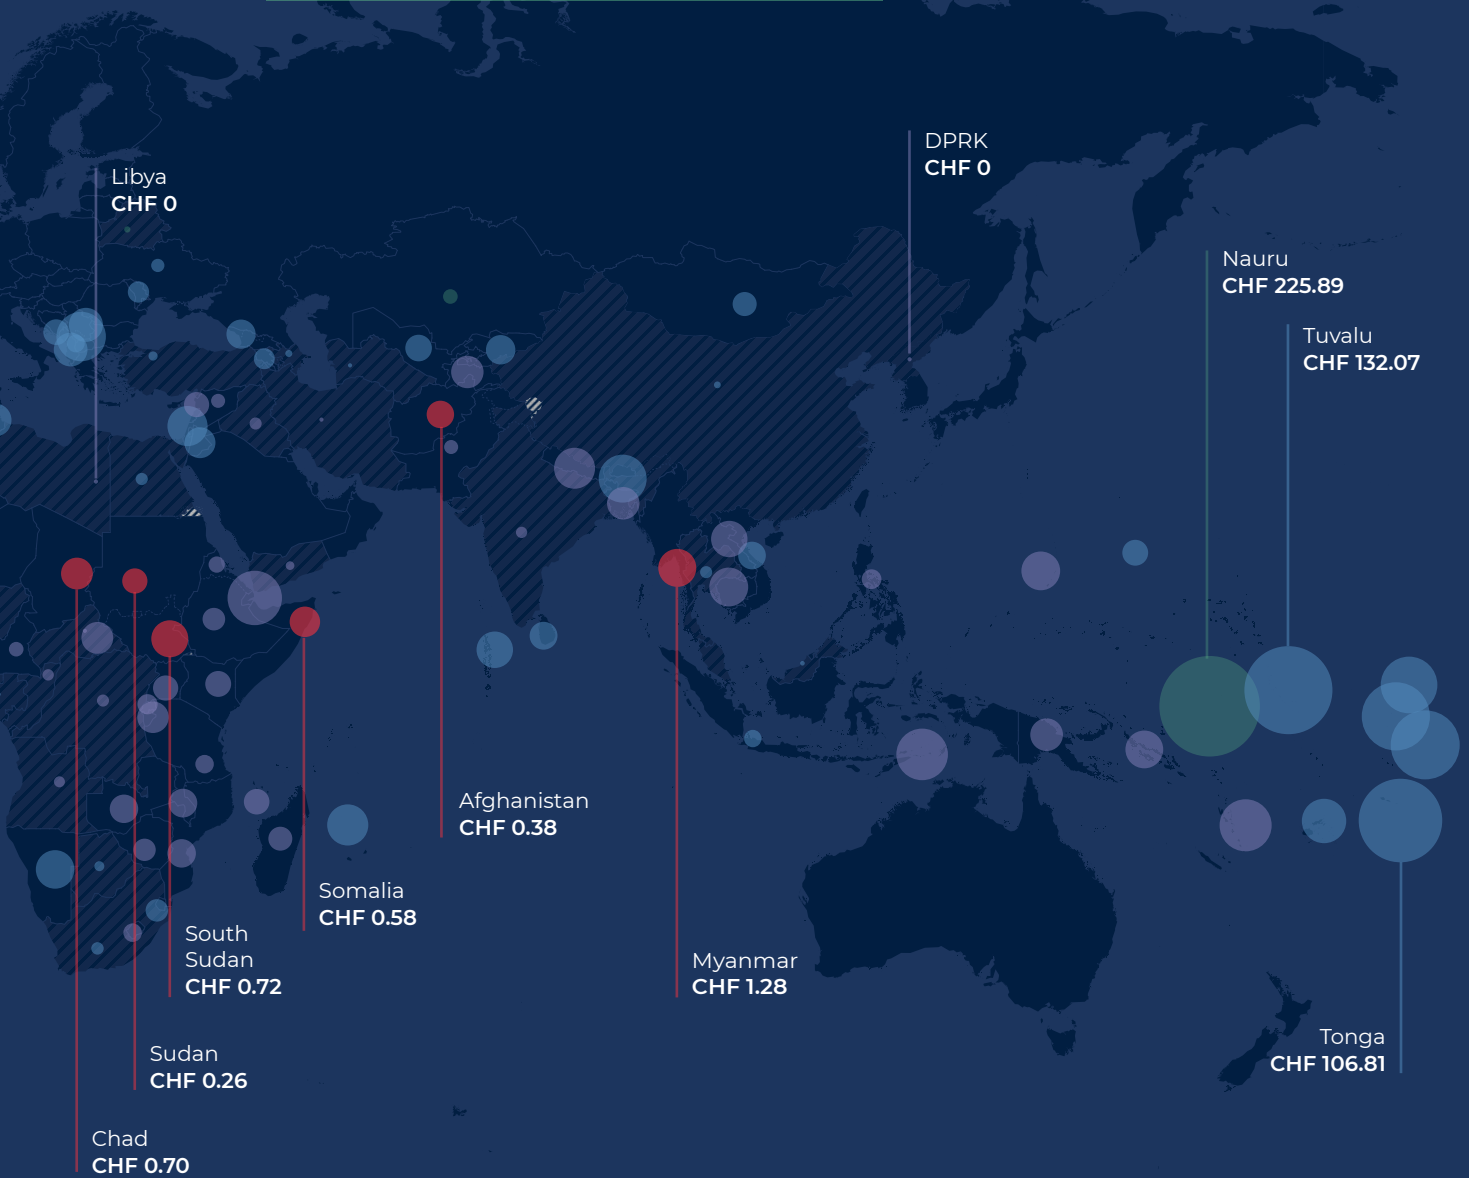 DPRK
CHF 0
Libya
CHF 0
Nauru
CHF 225.89
Tuvalu
CHF 132.07
Afghanistan
CHF 0.38
Somalia
CHF 0.58
South
Sudan
CHF 0.72
Myanmar
CHF 1.28
Tonga
CHF 106.81
Sudan
CHF 0.26
Chad
CHF 0.70